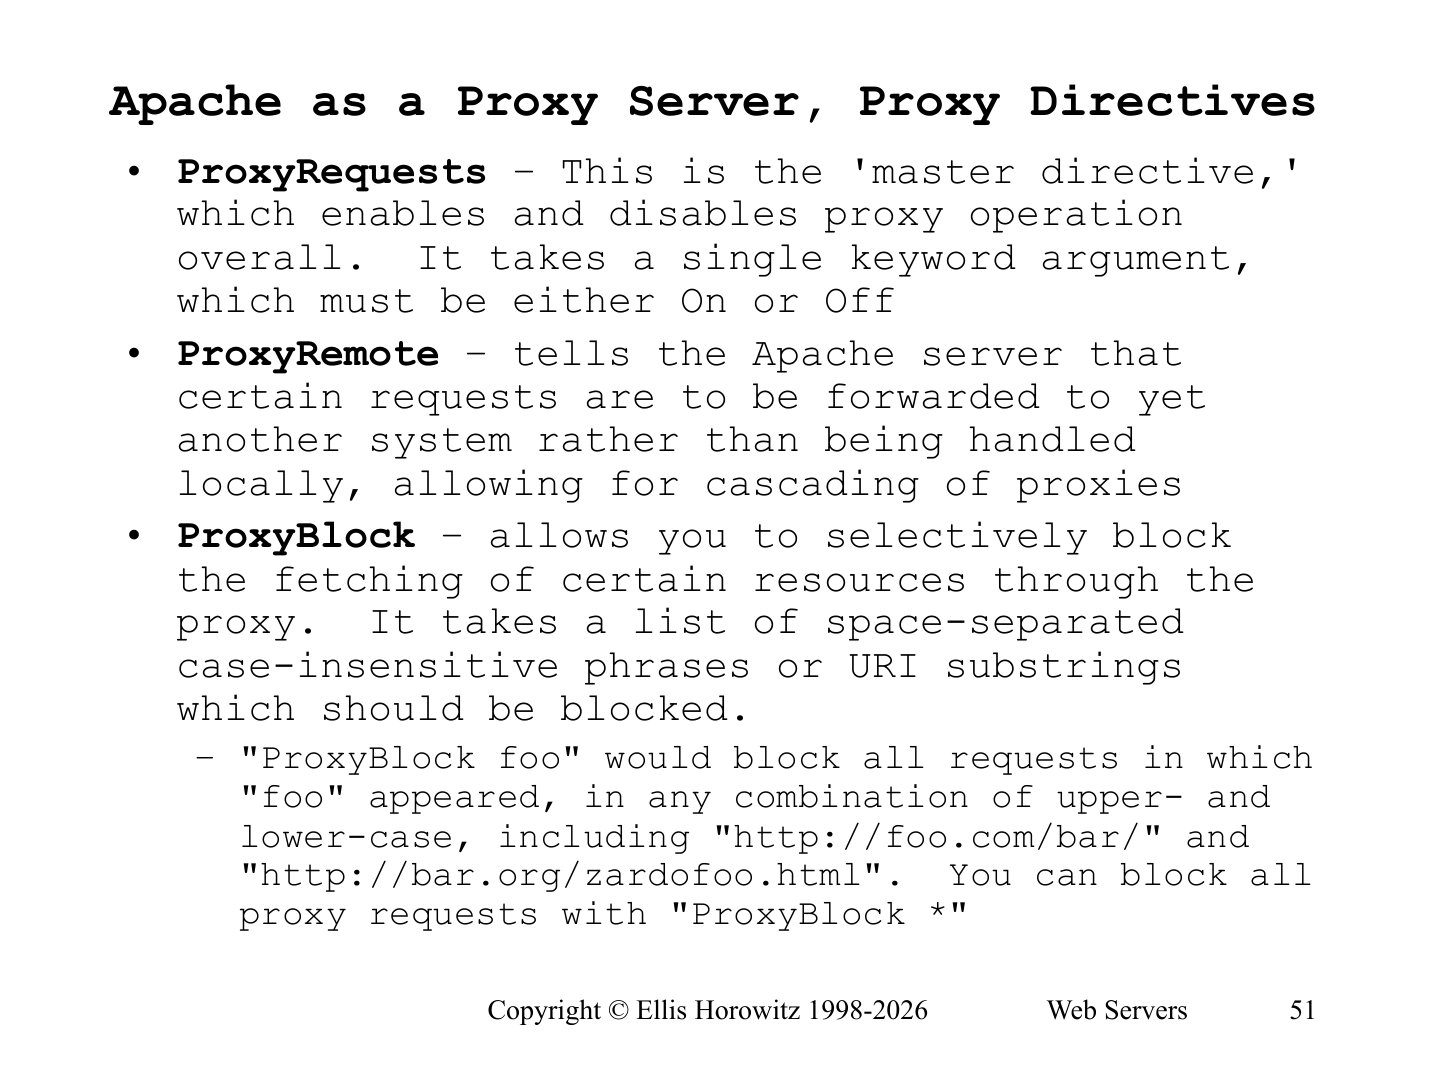 Apache as a Proxy Server, Proxy Directives
• ProxyRequests – This is the 'master directive,'
which enables and disables proxy operation
overall.  It takes a single keyword argument,
which must be either On or Off
• ProxyRemote – tells the Apache server that
certain requests are to be forwarded to yet
another system rather than being handled
locally, allowing for cascading of proxies
• ProxyBlock – allows you to selectively block
the fetching of certain resources through the
proxy.  It takes a list of space-separated
case-insensitive phrases or URI substrings
which should be blocked.
– "ProxyBlock foo" would block all requests in which
"foo" appeared, in any combination of upper- and
lower-case, including "http://foo.com/bar/" and
"http://bar.org/zardofoo.html".  You can block all
proxy requests with "ProxyBlock *"
Copyright © Ellis Horowitz 1998-2026 Web Servers 51